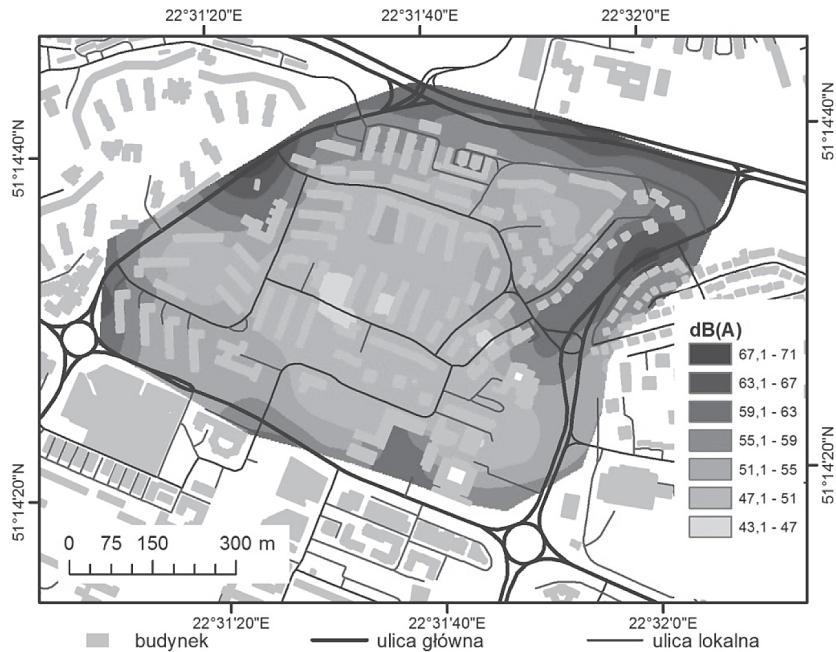 22°31'20"E 22°31'40"E 22°32'0"E
51°14'40"N
51°14'40"N
dB(A)
67,1 - 71
63,1 - 67
59,1 - 63
55,1 - 59
51,1 - 55
47,1 - 51
43,1 - 47
51°14'20"N
51°14'20"N
0 75 150 300 m
22°31'20"E 22°31'40"E 22°32'0"E
budynek ulica główna ulica lokalna